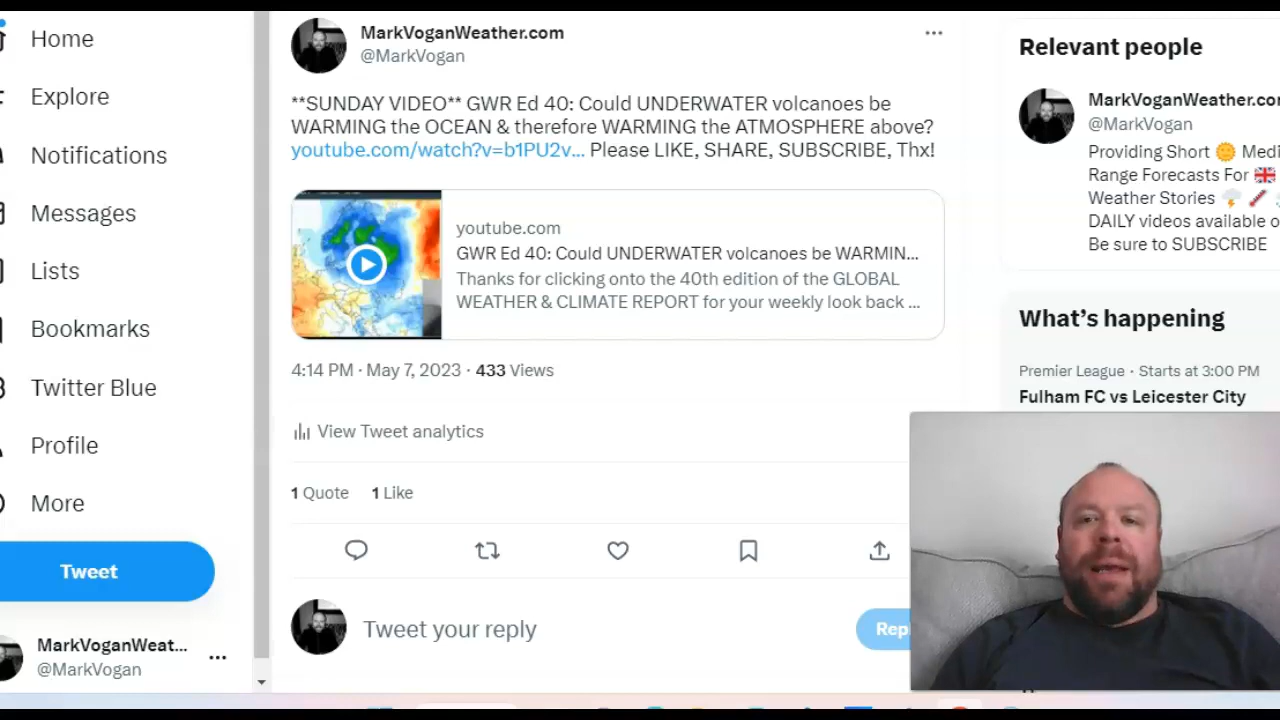 Home
Explore
Notifications
Messages
Lists
Bookmarks
Twitter Blue
Profile
More
Tweet
MarkVoganWeat...
@MarkVogan
MarkVoganWeather.com
@MarkVogan
**SUNDAY VIDEO** GWR Ed 40: Could UNDERWATER volcanoes be
WARMING the OCEAN & therefore WARMING the ATMOSPHERE above?
youtube.com/watch?v=b1PU2v... Please LIKE, SHARE, SUBSCRIBE, Thx!
youtube.com
GWR Ed 40: Could UNDERWATER volcanoes be WARMIN...
Thanks for clicking onto the 40th edition of the GLOBAL
WEATHER & CLIMATE REPORT for your weekly look back ...
4:14 PM · May 7, 2023 · 433 Views
View Tweet analytics
1 Quote 1 Like
Tweet your reply
Rep
Relevant people
MarkVoganWeather.co
@MarkVogan
Providing Short 🌞 Medi
Range Forecasts For 🇬🇧
Weather Stories 🌩️ 🌡️
DAILY videos available o
Be sure to SUBSCRIBE
What's happening
Premier League · Starts at 3:00 PM
Fulham FC vs Leicester City